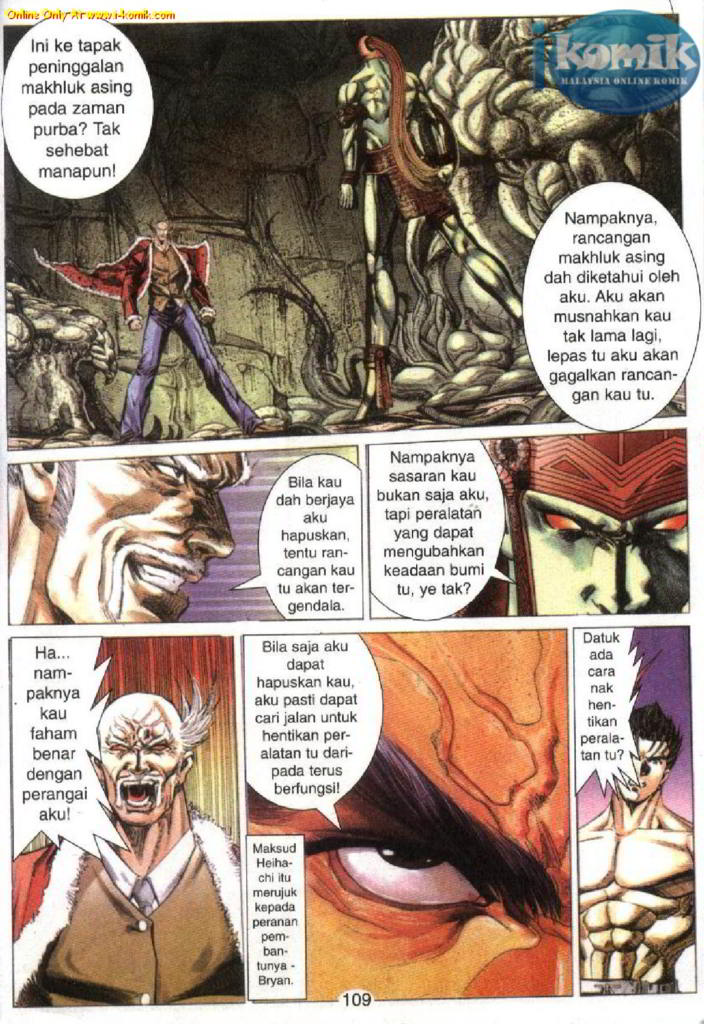 Online Only At www.i-komik.com
ikomik
MALAYSIA ONLINE KOMIK
Ini ke tapak
peninggalan
makhluk asing
pada zaman
purba? Tak
sehebat
manapun!
Nampaknya,
rancangan
makhluk asing
dah diketahui oleh
aku. Aku akan
musnahkan kau
tak lama lagi,
lepas tu aku akan
gagalkan rancan-
gan kau tu.
Bila kau
dah berjaya
aku
hapuskan,
tentu ran-
cangan kau
tu akan ter-
gendala.
Nampaknya
sasaran kau
bukan saja aku,
tapi peralatan
yang dapat
mengubahkan
keadaan bumi
tu, ye tak?
Ha...
nam-
paknya
kau
faham
benar
dengan
perangai
aku!
Bila saja aku
dapat
hapuskan kau,
aku pasti dapat
cari jalan untuk
hentikan per-
alatan tu dari-
pada terus
berfungsi!
Maksud
Heiha-
chi itu
merujuk
kepada
peranan
pem-
ban-
tunya -
Bryan.
Datuk
ada
cara
nak
hen-
tikan
perala-
tan tu?
109